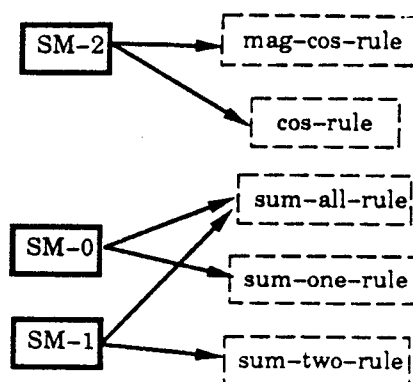 SM-2
mag-cos-rule
cos-rule
sum-all-rule
SM-0
sum-one-rule
SM-1
sum-two-rule